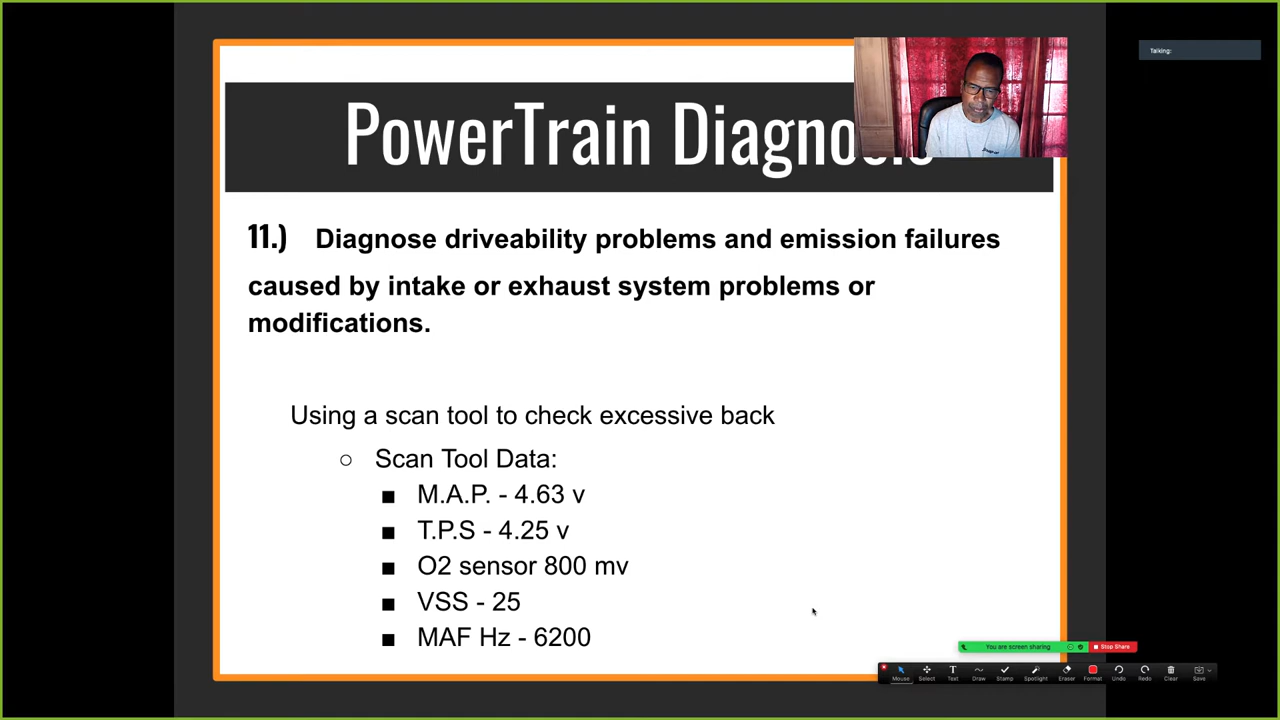 Talking:
PowerTrain Diagnosis
11.) Diagnose driveability problems and emission failures
caused by intake or exhaust system problems or
modifications.
Using a scan tool to check excessive back
○ Scan Tool Data:
■ M.A.P. - 4.63 v
■ T.P.S - 4.25 v
■ O2 sensor 800 mv
■ VSS - 25
■ MAF Hz - 6200
You are screen sharing Stop Share
Mouse Select Text Draw Stamp Spotlight Eraser Format Undo Redo Clear Save